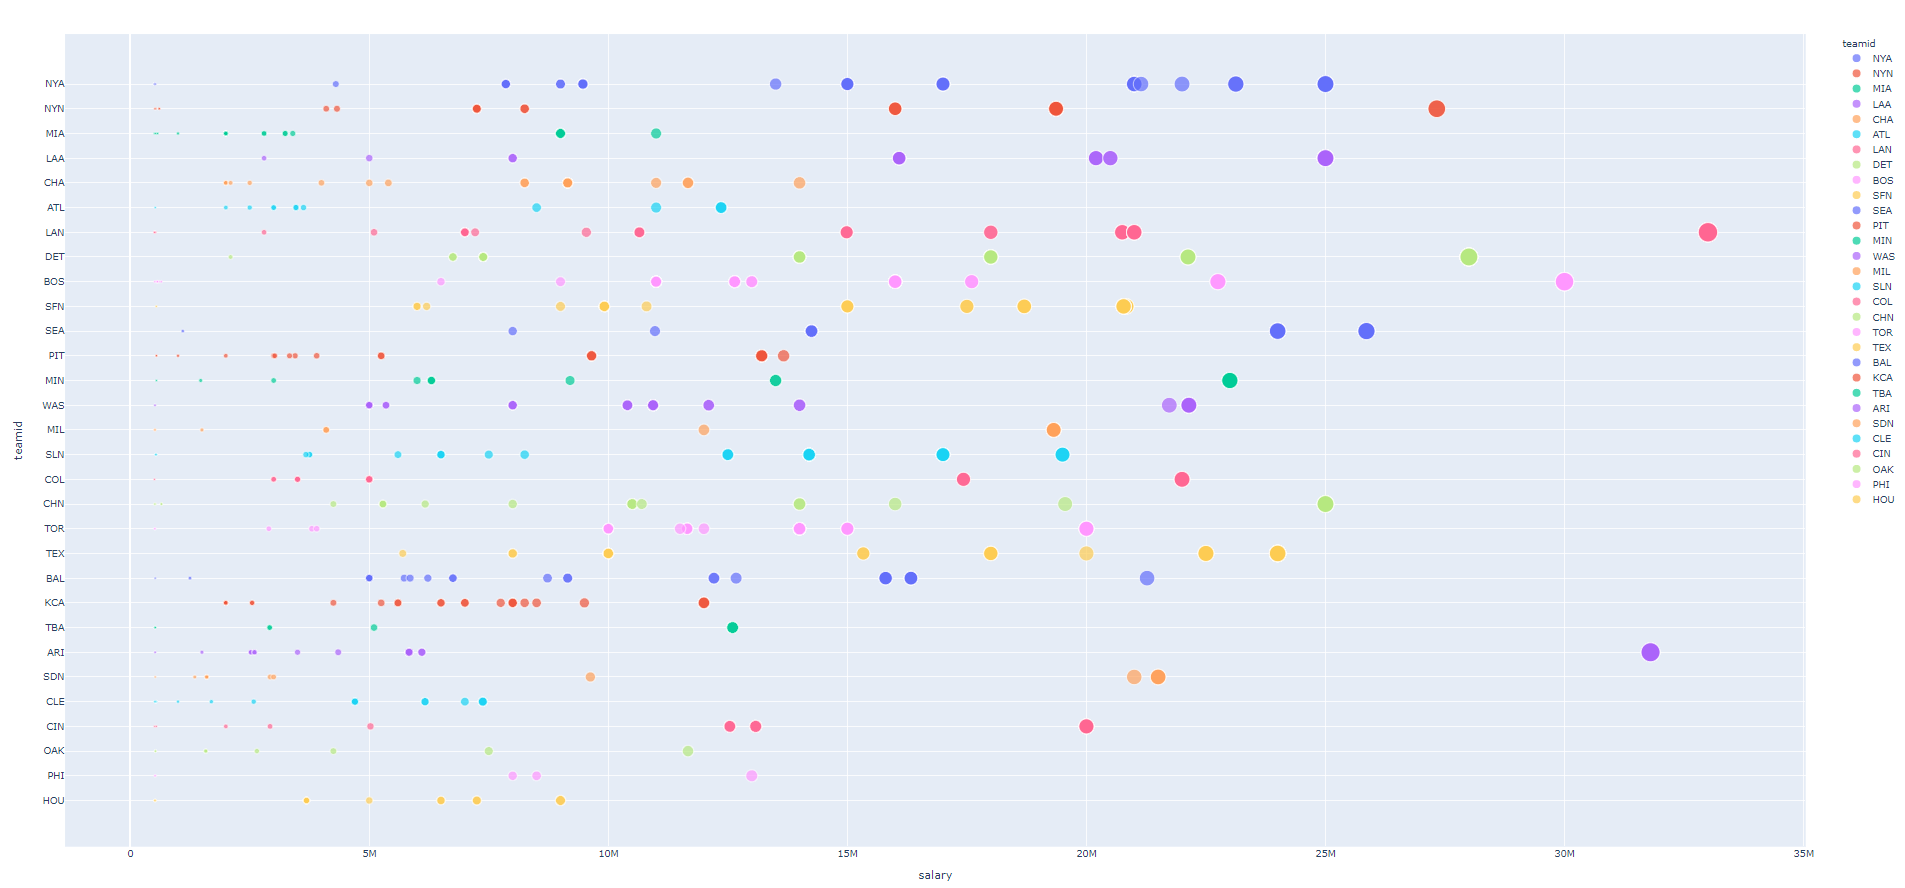 teamid
NYA
NYN
MIA
LAA
CHA
ATL
LAN
DET
BOS
SFN
SEA
PIT
MIN
WAS
MIL
SLN
COL
CHN
TOR
TEX
BAL
KCA
TBA
ARI
SDN
CLE
CIN
OAK
PHI
HOU
0 5M 10M 15M 20M 25M 30M 35M
salary
teamid
NYA
NYN
MIA
LAA
CHA
ATL
LAN
DET
BOS
SFN
SEA
PIT
MIN
WAS
MIL
SLN
COL
CHN
TOR
TEX
BAL
KCA
TBA
ARI
SDN
CLE
CIN
OAK
PHI
HOU